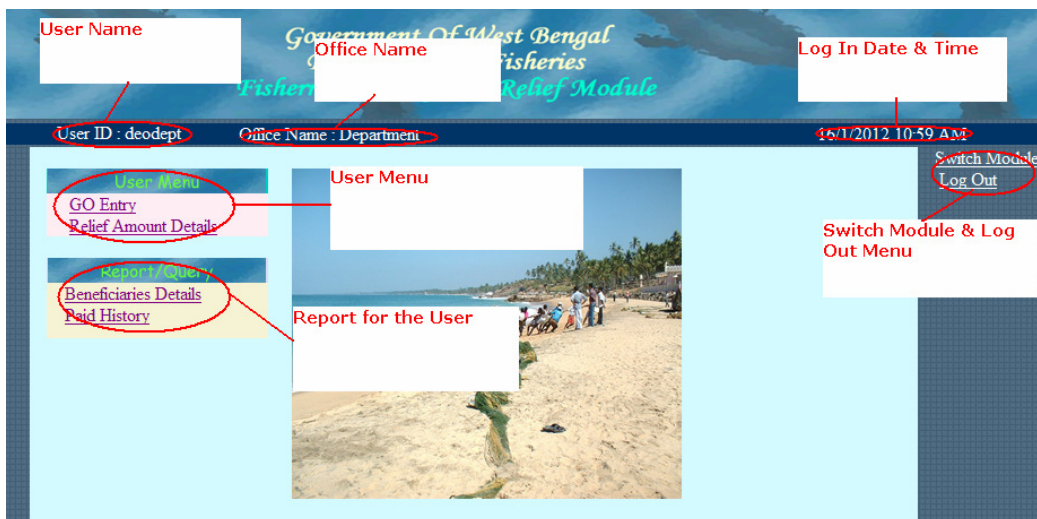 User Name
Government Of West Bengal
Office Name
Fisheries
Log In Date & Time
Relief Module
User ID : deodept
Office Name : Department
16/1/2012 10:59 AM
Switch Module
Log Out
User Menu
GO Entry
Relief Amount Details
User Menu
Switch Module & Log
Out Menu
Report/Query
Beneficiaries Details
Paid History
Report for the User